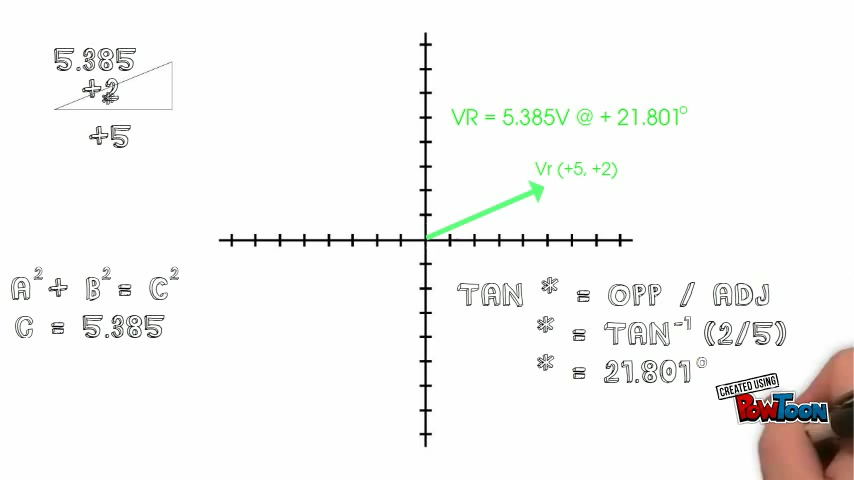 5.385
+2
*
+5
VR = 5.385V @ + 21.801°
Vr (+5, +2)
A² + B² = C²
C = 5.385
TAN * = OPP / ADJ
* = TAN⁻¹ (2/5)
* = 21.801°
CREATED USING
POWTOON